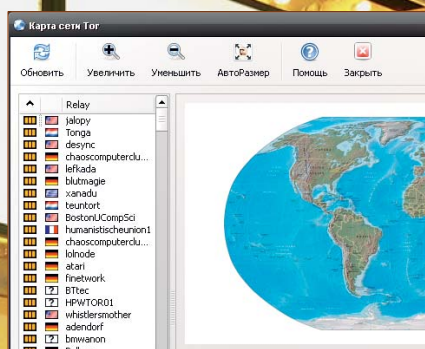 Карта сети Tor
Обновить Увеличить Уменьшить АвтоРазмер Помощь Закрыть
Relay
jalopy
Tonga
desync
chaoscomputerclu...
lefkada
blutmagie
xanadu
teuntort
BostonUCompSci
humanistischeunion1
chaoscomputerclu...
lolnode
atari
finetwork
BTtec
HPWTOR01
whistlersmother
adendorf
bmwanon